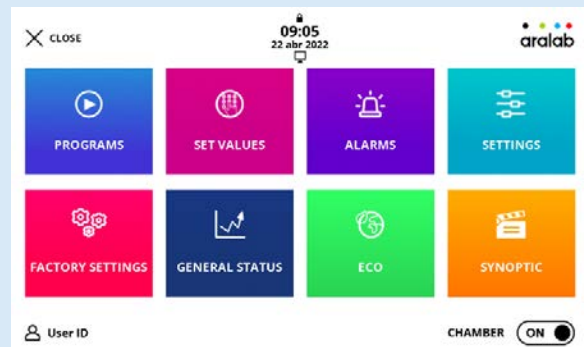 CLOSE
09:05
22 abr 2022
aralab
PROGRAMS
SET VALUES
ALARMS
SETTINGS
FACTORY SETTINGS
GENERAL STATUS
ECO
SYNOPTIC
User ID
CHAMBER ON